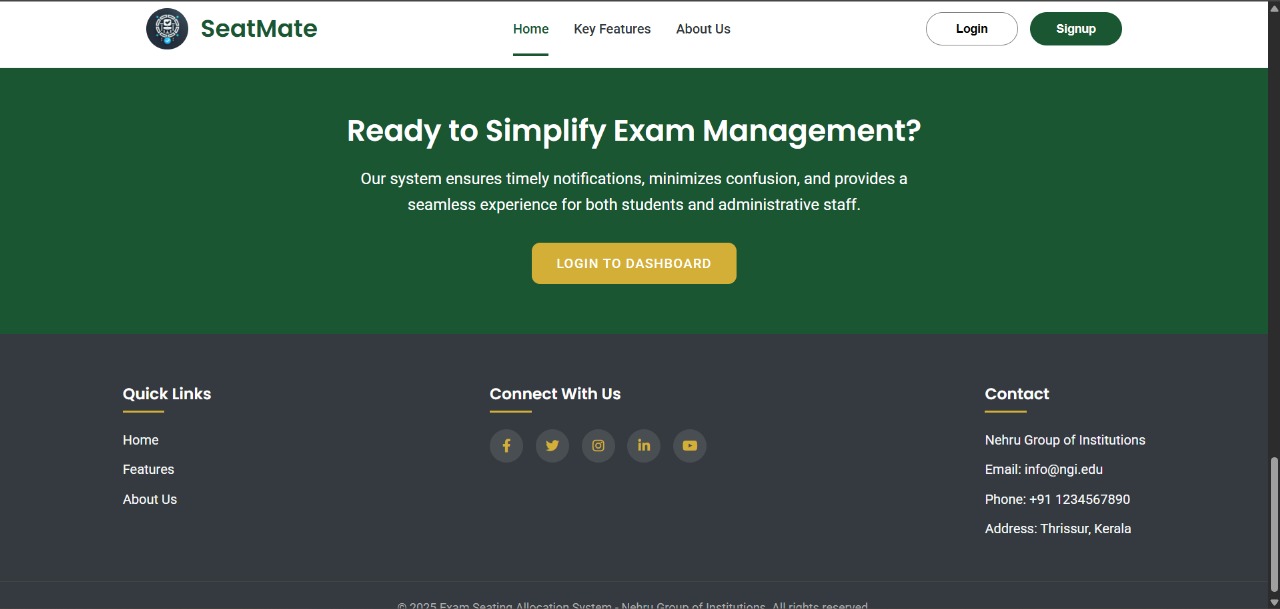 SeatMate
Home
Key Features
About Us
Login
Signup
Ready to Simplify Exam Management?
Our system ensures timely notifications, minimizes confusion, and provides a
seamless experience for both students and administrative staff.
LOGIN TO DASHBOARD
Quick Links
Home
Features
About Us
Connect With Us
Contact
Nehru Group of Institutions
Email: info@ngi.edu
Phone: +91 1234567890
Address: Thrissur, Kerala
© 2025 Exam Seating Allocation System - Nehru Group of Institutions. All rights reserved.